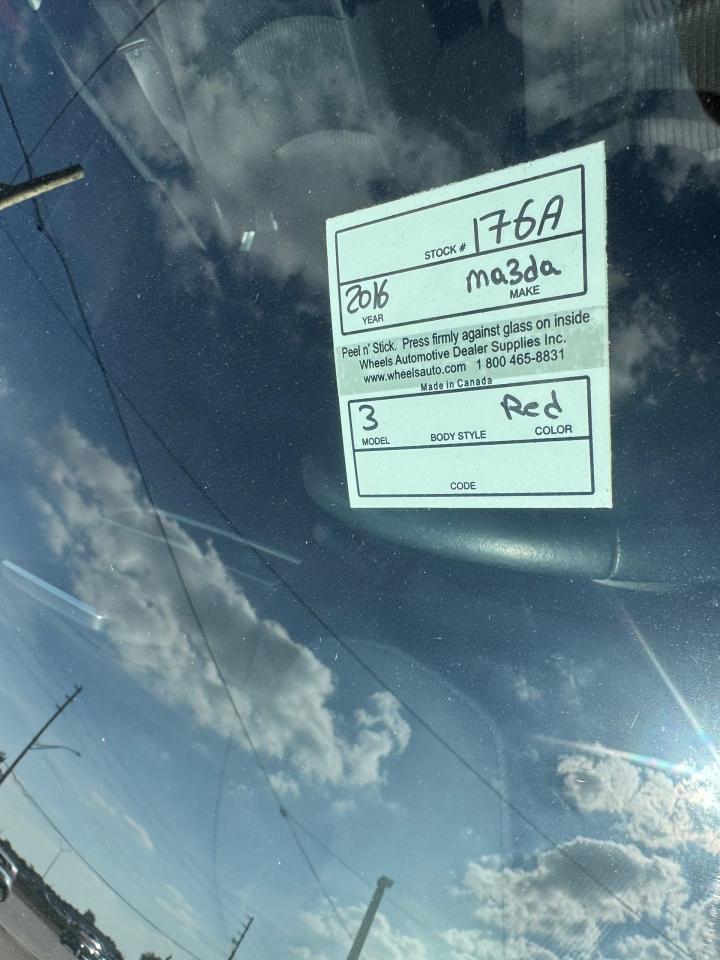 STOCK # 176A
2016 mazda
YEAR MAKE
Peel n' Stick. Press firmly against glass on inside
Wheels Automotive Dealer Supplies Inc.
www.wheelsauto.com 1 800 465-8831
Made in Canada
3 Red
MODEL BODY STYLE COLOR
CODE